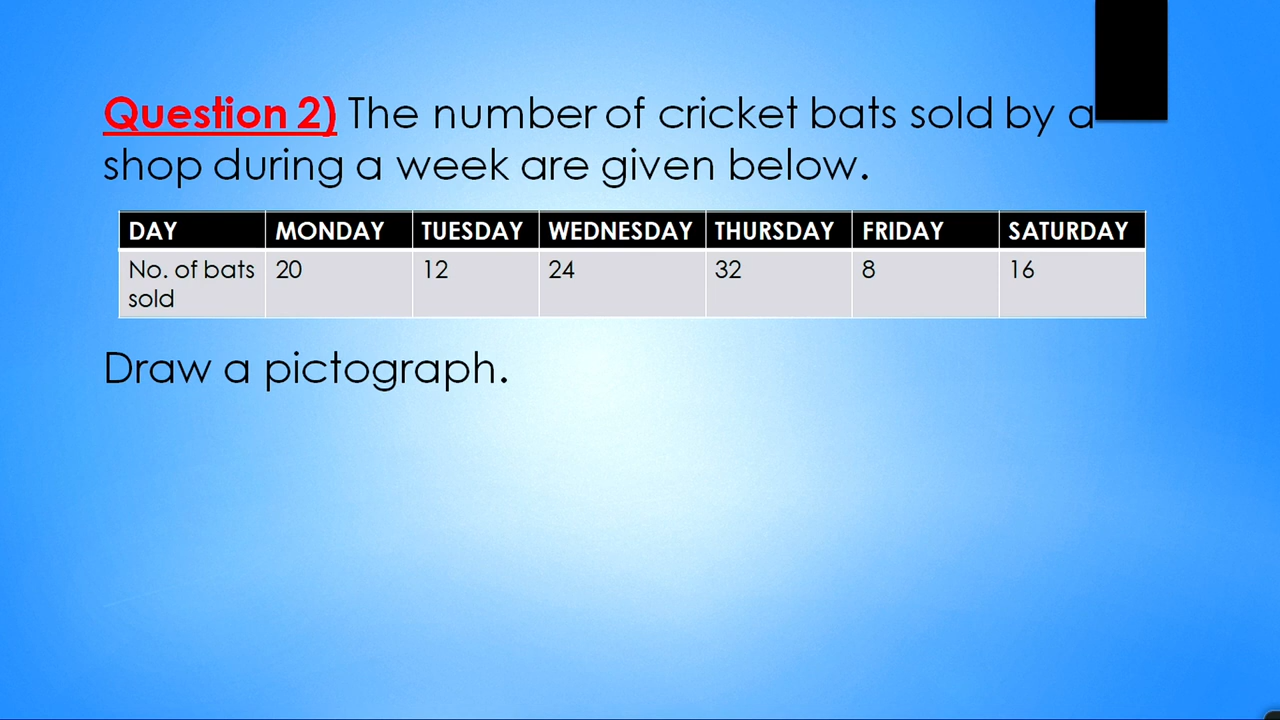 Question 2) The number of cricket bats sold by a
shop during a week are given below.
DAY MONDAY TUESDAY WEDNESDAY THURSDAY FRIDAY SATURDAY
No. of bats sold 20 12 24 32 8 16
Draw a pictograph.